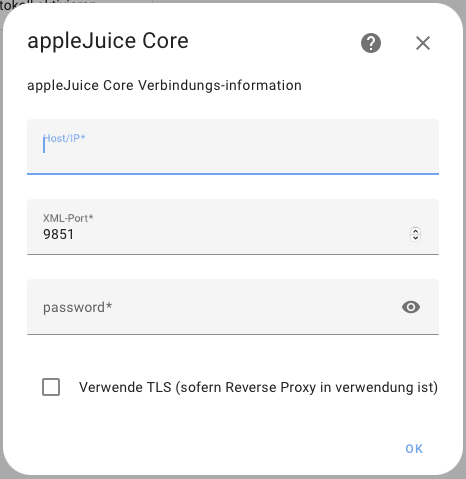 tokoll aktivieren
appleJuice Core
appleJuice Core Verbindungs-information
Host/IP*
XML-Port*
9851
password*
Verwende TLS (sofern Reverse Proxy in verwendung ist)
OK